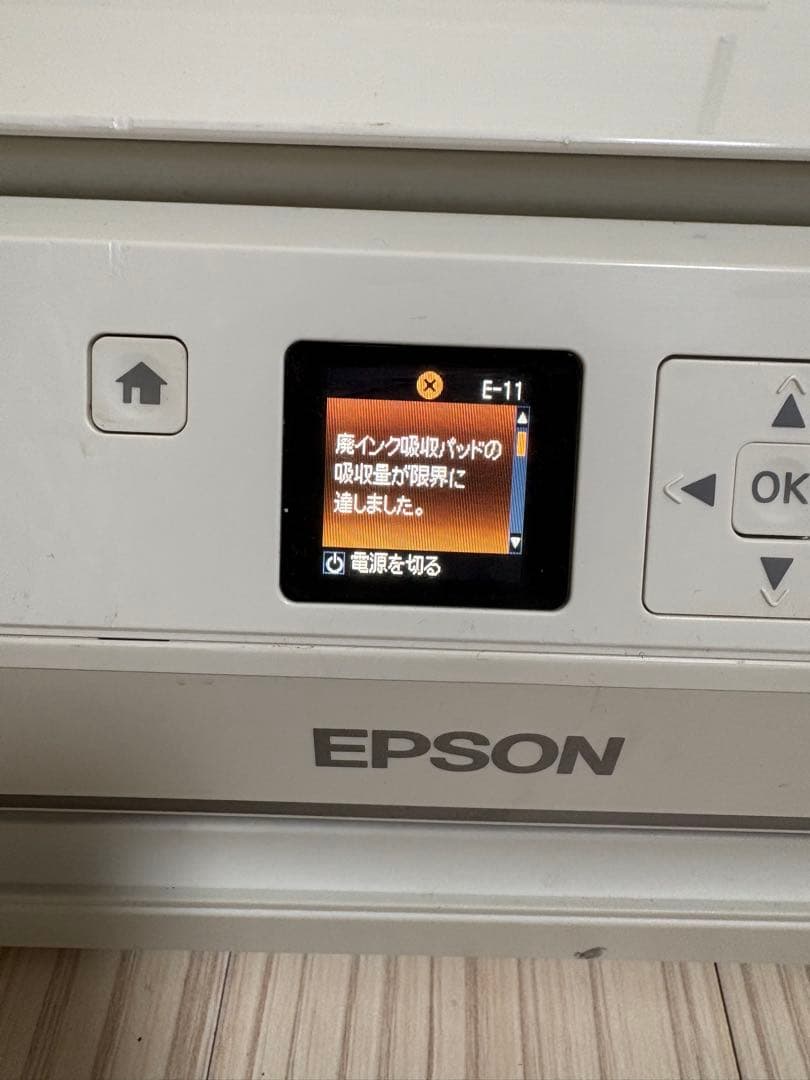 E-11
廃インク吸収パッドの
吸収量が限界に
達しました。
電源を切る
OK
EPSON